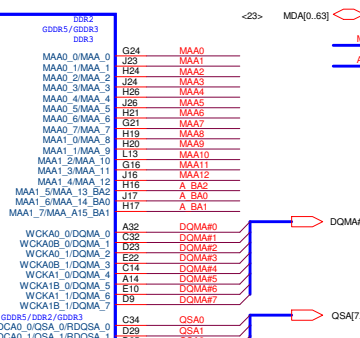 DDR2
GDDR5/GDDR3
DDR3
<23> MDA[0..63]
MAA0_0/MAA_0 G24 MAA0
MAA0_1/MAA_1 J23 MAA1
MAA0_2/MAA_2 H24 MAA2
MAA0_3/MAA_3 J24 MAA3
MAA0_4/MAA_4 H26 MAA4
MAA0_5/MAA_5 J26 MAA5
MAA0_6/MAA_6 H21 MAA6
MAA0_7/MAA_7 G21 MAA7
MAA1_0/MAA_8 H19 MAA8
MAA1_1/MAA_9 H20 MAA9
MAA1_2/MAA_10 L13 MAA10
MAA1_3/MAA_11 G16 MAA11
MAA1_4/MAA_12 J16 MAA12
MAA1_5/MAA_13_BA2 H16 A_BA2
MAA1_6/MAA_14_BA0 J17 A_BA0
MAA1_7/MAA_A15_BA1 H17 A_BA1
WCKA0_0/DQMA_0 A32 DQMA#0
WCKA0B_0/DQMA_1 C32 DQMA#1
WCKA0_1/DQMA_2 D23 DQMA#2
WCKA0B_1/DQMA_3 E22 DQMA#3
WCKA1_0/DQMA_4 C14 DQMA#4
WCKA1B_0/DQMA_5 A14 DQMA#5
WCKA1_1/DQMA_6 E10 DQMA#6
WCKA1B_1/DQMA_7 D9 DQMA#7
DQMA#
GDDR5/DDR2/GDDR3
DCA0_0/QSA_0/RDQSA_0 C34 QSA0
QSA[7
D29 QSA1